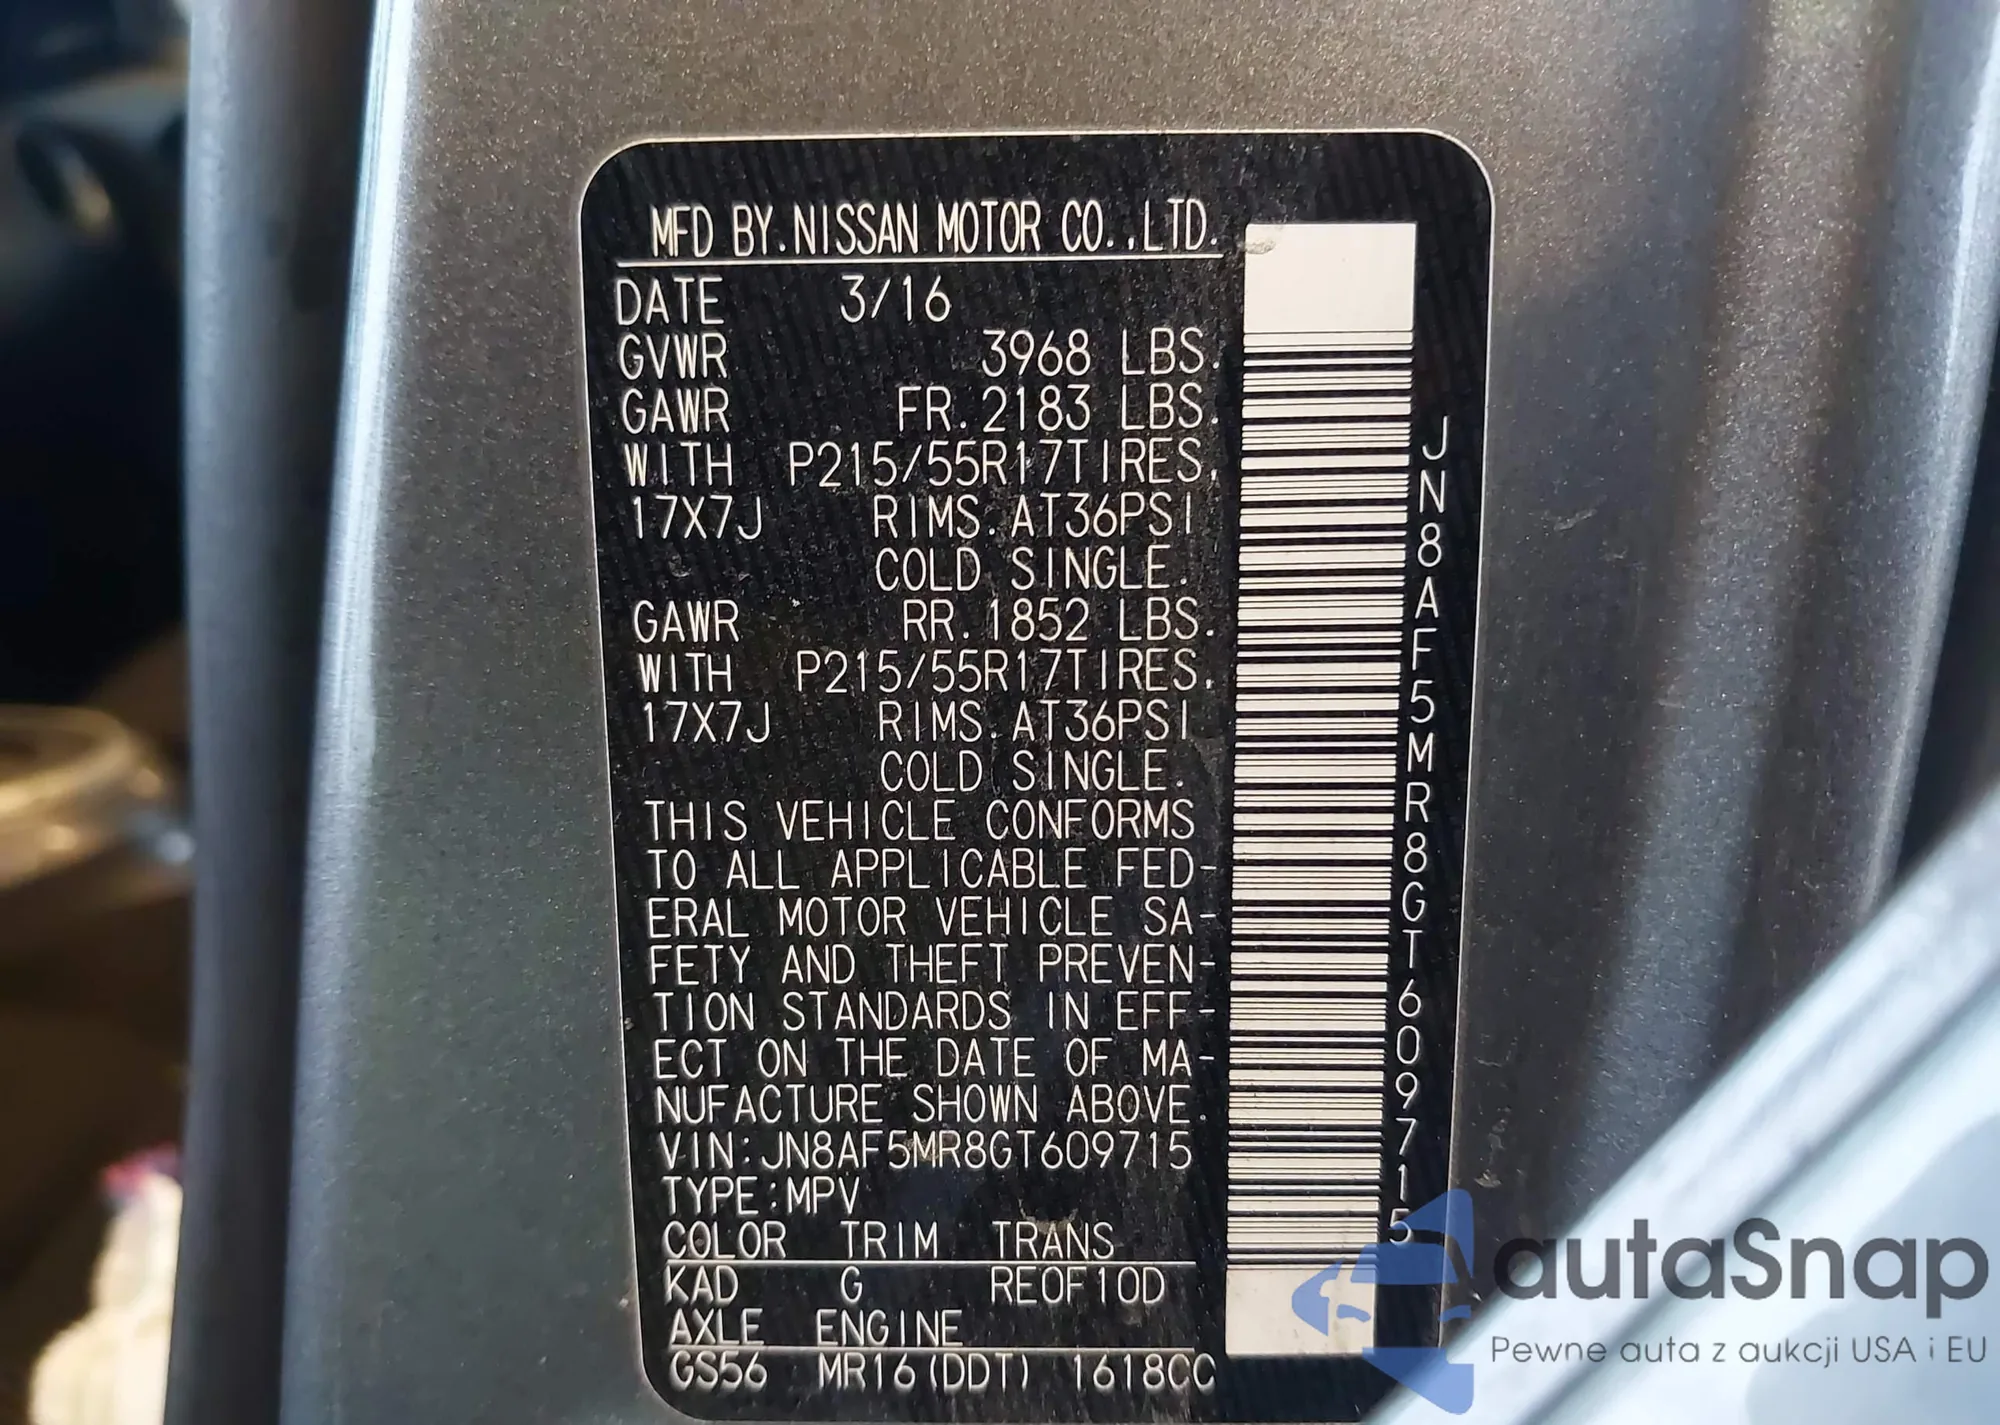 MFD BY.NISSAN MOTOR CO.,LTD.
DATE 3/16
GVWR 3968 LBS.
GAWR FR.2183 LBS.
WITH P215/55R17TIRES,
17X7J RIMS.AT36PSI
COLD SINGLE.
GAWR RR.1852 LBS.
WITH P215/55R17TIRES,
17X7J RIMS.AT36PSI
COLD SINGLE.
THIS VEHICLE CONFORMS
TO ALL APPLICABLE FED-
ERAL MOTOR VEHICLE SA-
FETY AND THEFT PREVEN-
TION STANDARDS IN EFF-
ECT ON THE DATE OF MA-
NUFACTURE SHOWN ABOVE.
VIN:JN8AF5MR8GT609715
TYPE:MPV
COLOR TRIM TRANS
KAD G RE0F10D
AXLE ENGINE
GS56 MR16(DDT) 1618CC
JN8AF5MR8GT609715
autaSnap
Pewne auta z aukcji USA i EU